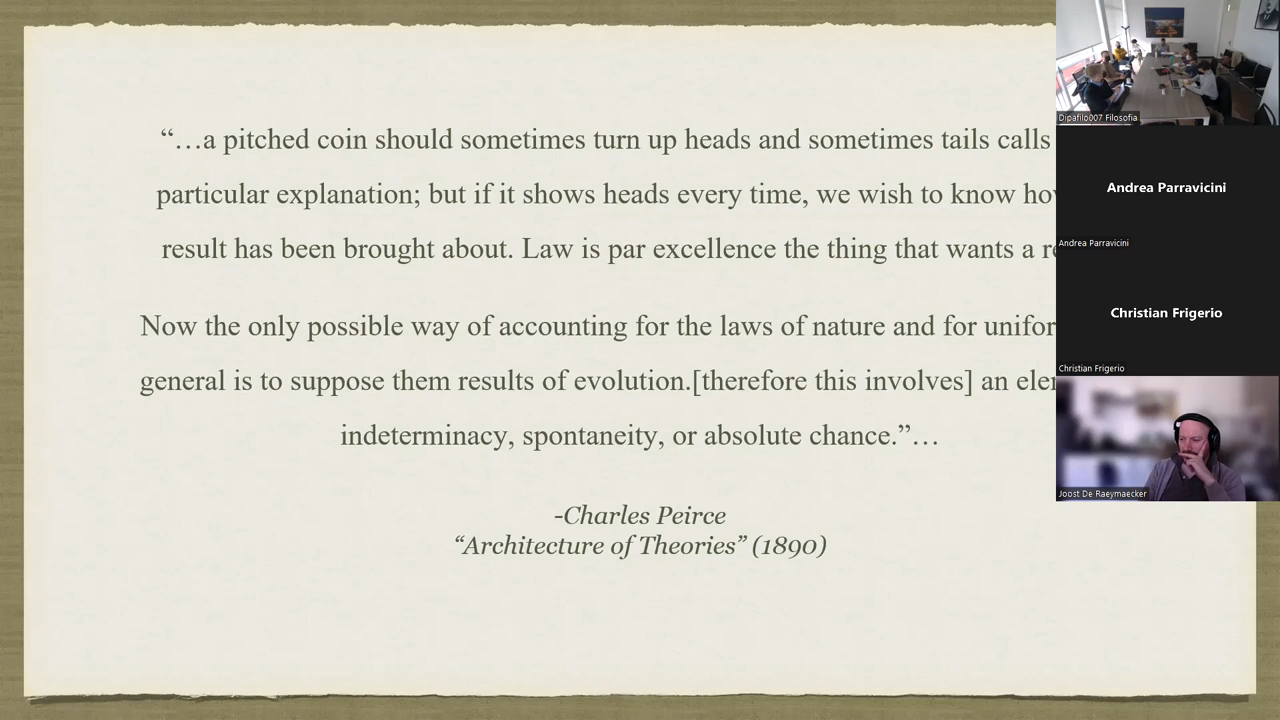 “…a pitched coin should sometimes turn up heads and sometimes tails calls
particular explanation; but if it shows heads every time, we wish to know
result has been brought about. Law is par excellence the thing that wants a
Now the only possible way of accounting for the laws of nature and for
general is to suppose them results of evolution.[therefore this involves] an
indeterminacy, spontaneity, or absolute chance.”…
-Charles Peirce
“Architecture of Theories” (1890)
Dipafilo007 Filosofia
Andrea Parravicini
Andrea Parravicini
Christian Frigerio
Christian Frigerio
Joost De Raeymaecker